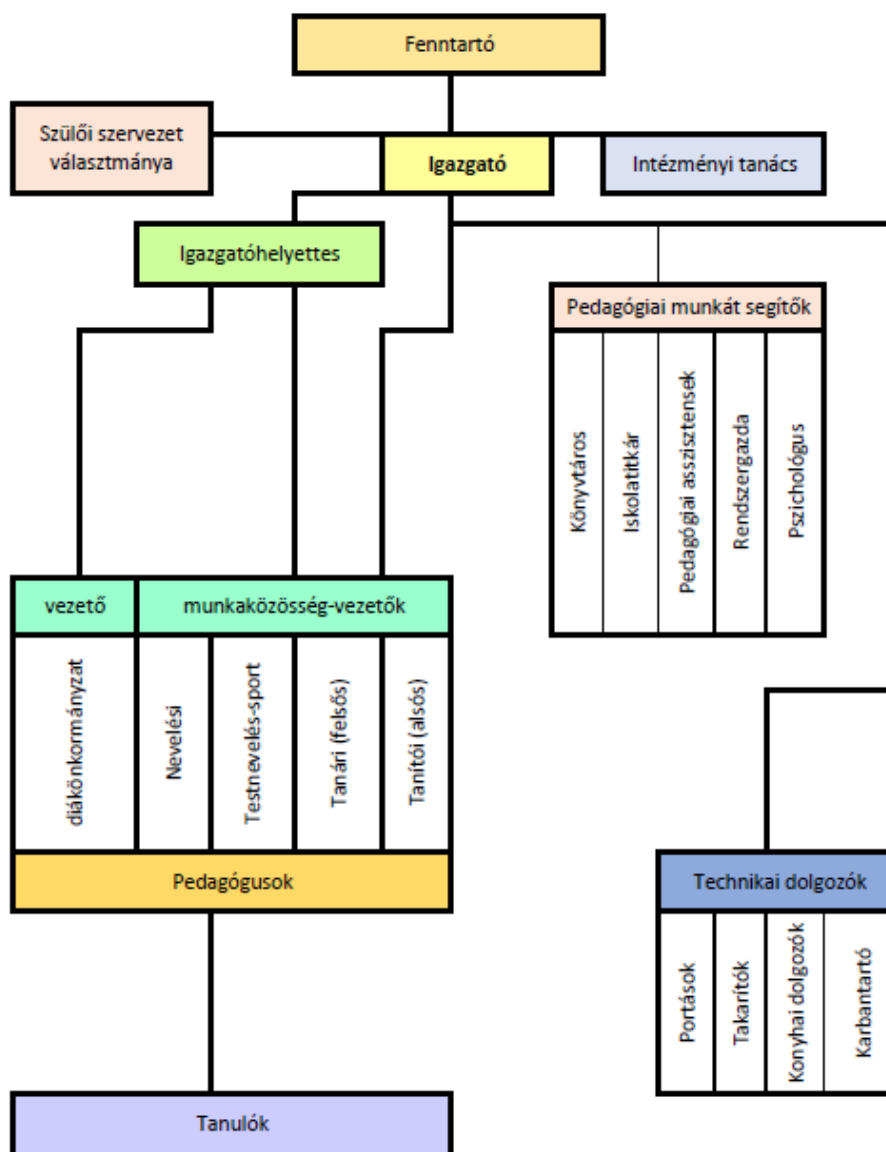 Fenntartó
Szülői szervezet
választmánya
Igazgató
Intézményi tanács
Igazgatóhelyettes
Pedagógiai munkát segítők
Könyvtáros
Iskolatitkár
Pedagógiai asszisztensek
Rendszergazda
Pszichológus
vezető
munkaközösség-vezetők
diákönkormányzat
Nevelési
Testnevelés-sport
Tanári (felsős)
Tanítói (alsós)
Pedagógusok
Technikai dolgozók
Portások
Takarítók
Konyhai dolgozók
Karbantartó
Tanulók